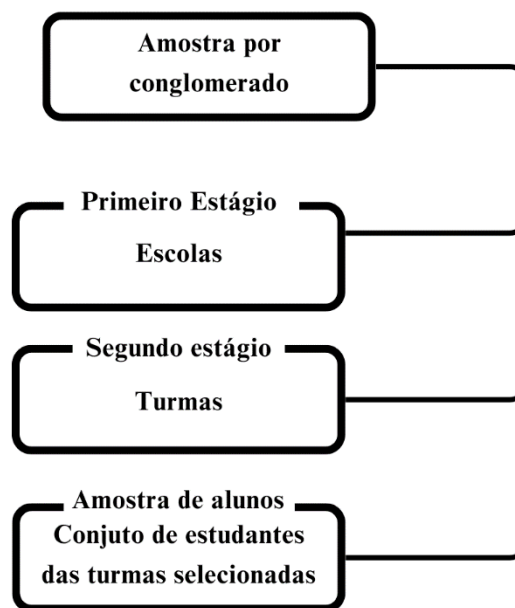 Amostra por
conglomerado
Primeiro Estágio
Escolas
Segundo estágio
Turmas
Amostra de alunos
Conjuto de estudantes
das turmas selecionadas